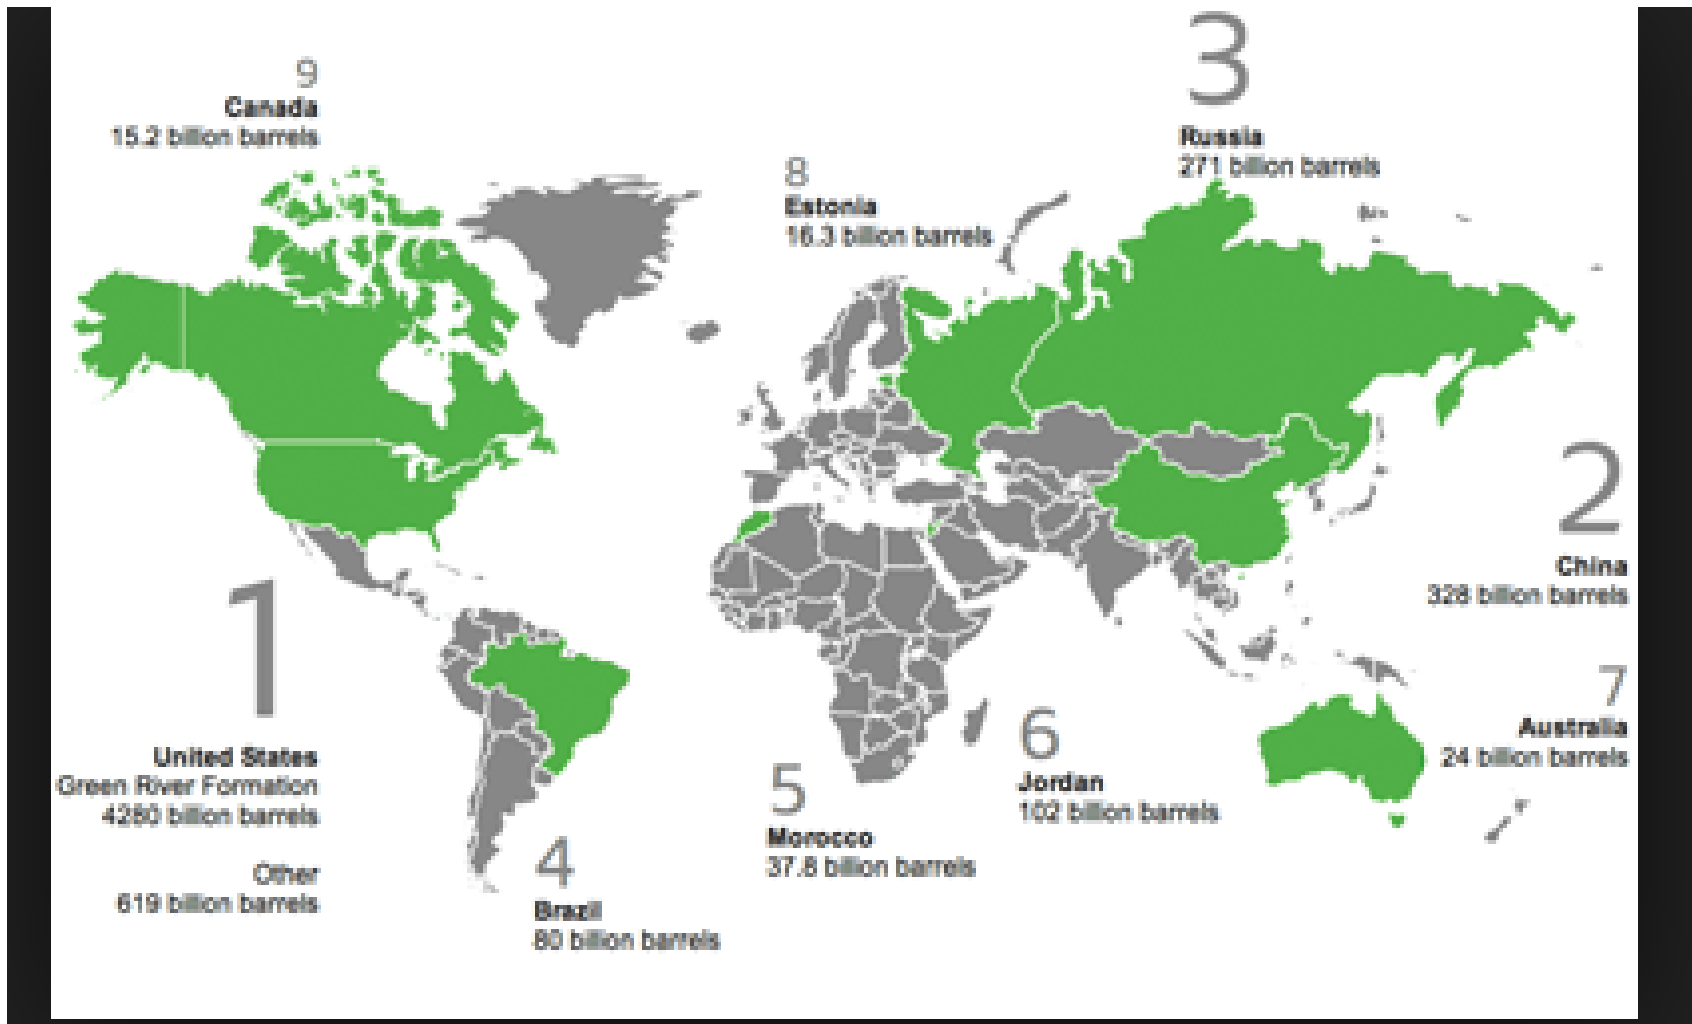 9
Canada
15.2 billion barrels
3
Russia
271 billion barrels
8
Estonia
16.3 billion barrels
2
China
328 billion barrels
1
United States
Green River Formation
4280 billion barrels
Other
619 billion barrels
7
Australia
24 billion barrels
6
Jordan
102 billion barrels
5
Morocco
37.8 billion barrels
4
Brazil
80 billion barrels